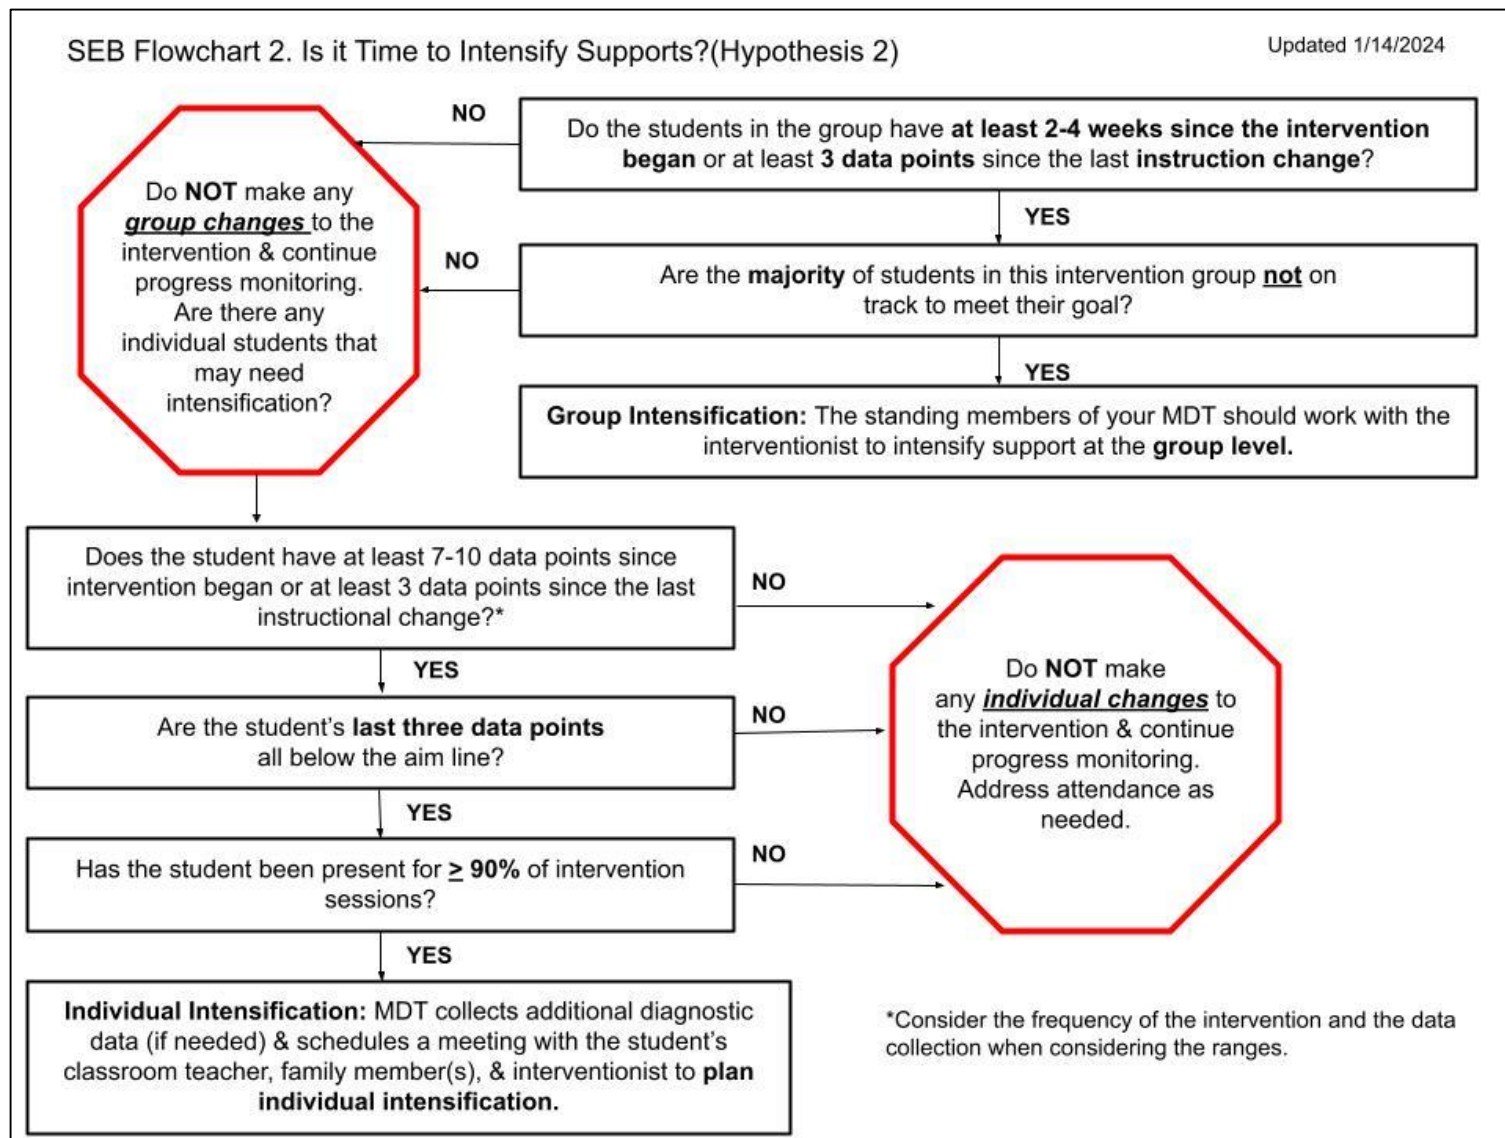 SEB Flowchart 2. Is it Time to Intensify Supports?(Hypothesis 2)
Updated 1/14/2024
NO
Do the students in the group have at least 2-4 weeks since the intervention
began or at least 3 data points since the last instruction change?
Do NOT make any
group changes to the
intervention & continue
progress monitoring.
Are there any
individual students that
may need
intensification?
YES
NO
Are the majority of students in this intervention group not on
track to meet their goal?
YES
Group Intensification: The standing members of your MDT should work with the
interventionist to intensify support at the group level.
Does the student have at least 7-10 data points since
intervention began or at least 3 data points since the last
instructional change?*
NO
YES
Are the student's last three data points
all below the aim line?
NO
Do NOT make
any individual changes to
the intervention & continue
progress monitoring.
Address attendance as
needed.
YES
Has the student been present for ≥ 90% of intervention
sessions?
NO
YES
Individual Intensification: MDT collects additional diagnostic
data (if needed) & schedules a meeting with the student's
classroom teacher, family member(s), & interventionist to plan
individual intensification.
*Consider the frequency of the intervention and the data
collection when considering the ranges.